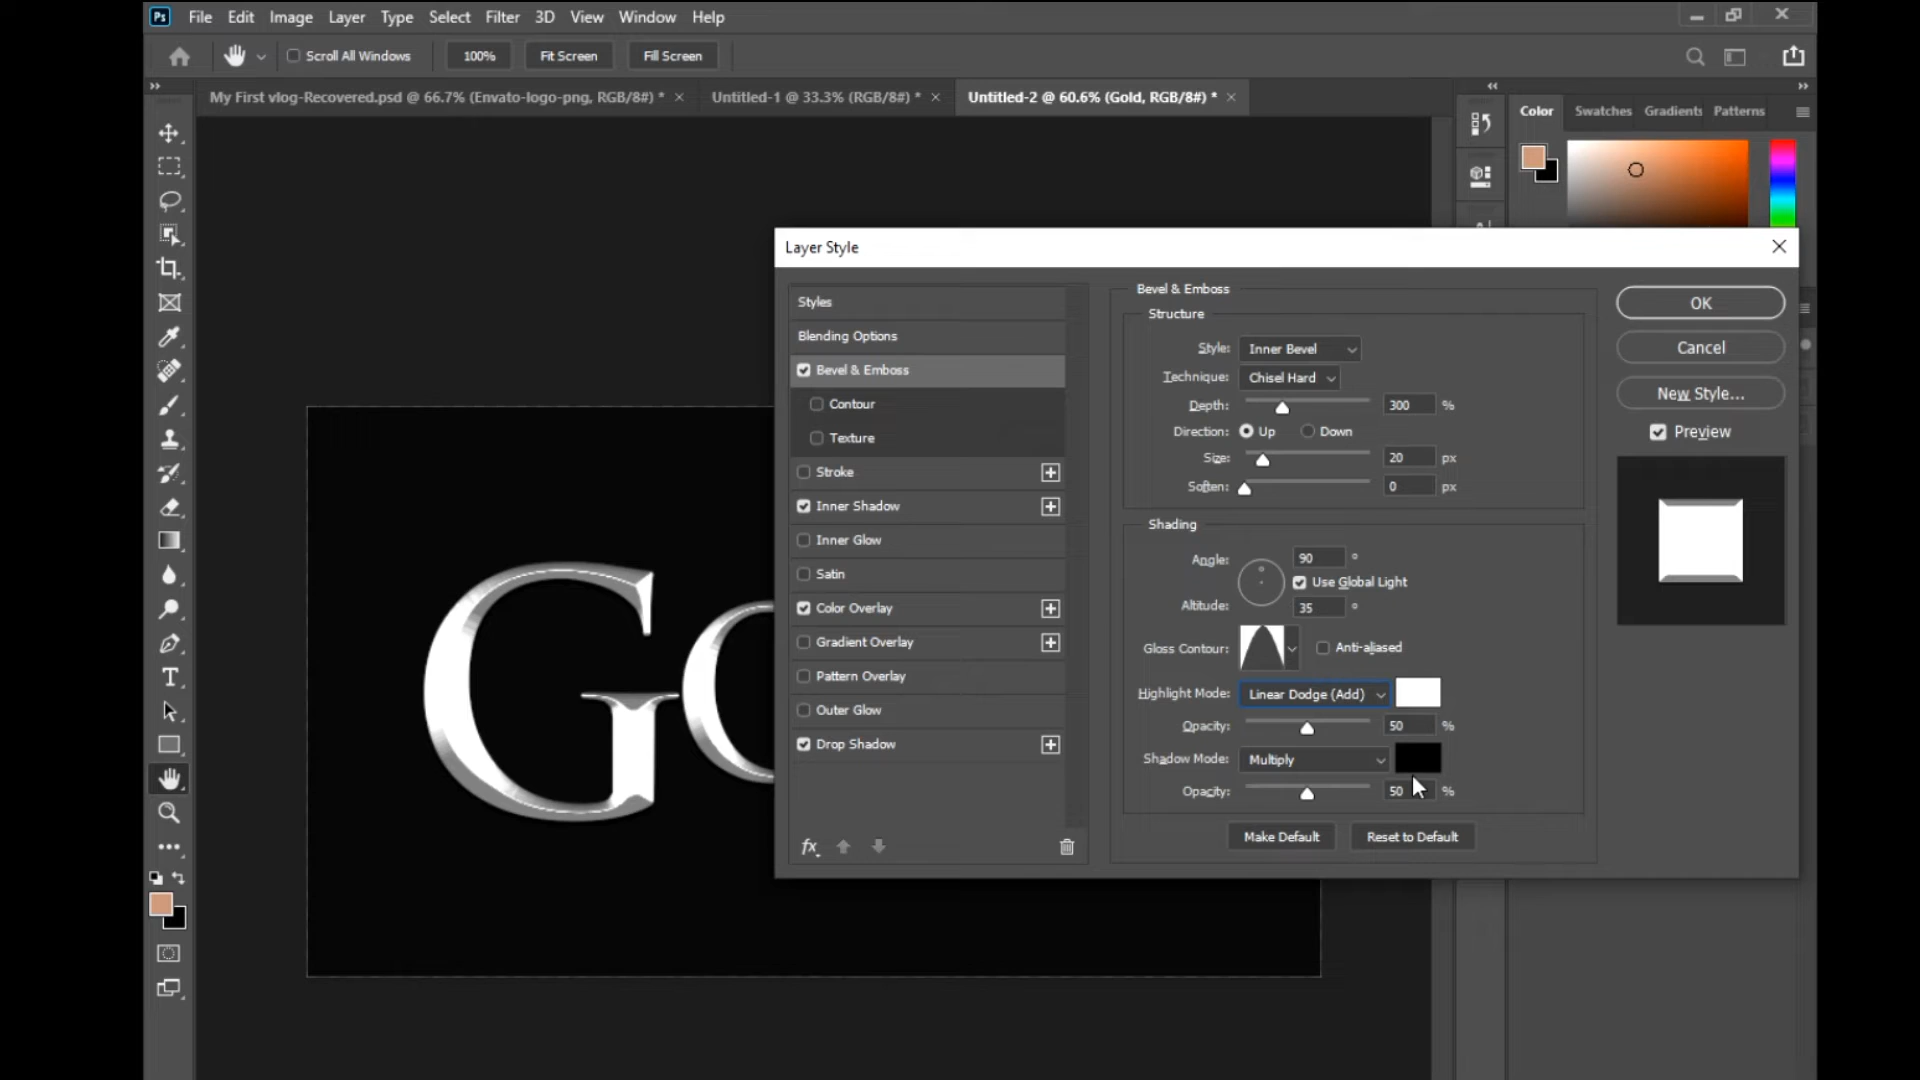 Ps File Edit Image Layer Type Select Filter 3D View Window Help
Scroll All Windows 100% Fit Screen Fill Screen
My First vlog-Recovered.psd @ 66.7% (Envato-logo-png, RGB/8#) * × Untitled-1 @ 33.3% (RGB/8#) * × Untitled-2 @ 60.6% (Gold, RGB/8#) * ×
Color Swatches Gradients Patterns
Layer Style
Styles
Blending Options
Bevel & Emboss
Contour
Texture
Stroke
Inner Shadow
Inner Glow
Satin
Color Overlay
Gradient Overlay
Pattern Overlay
Outer Glow
Drop Shadow
fx
Bevel & Emboss
Structure
Style: Inner Bevel
Technique: Chisel Hard
Depth: 300 %
Direction: Up Down
Size: 20 px
Soften: 0 px
Shading
Angle: 90 °
Use Global Light
Altitude: 35 °
Gloss Contour: Anti-aliased
Highlight Mode: Linear Dodge (Add)
Opacity: 50 %
Shadow Mode: Multiply
Opacity: 50 %
Make Default Reset to Default
OK
Cancel
New Style...
Preview
Go